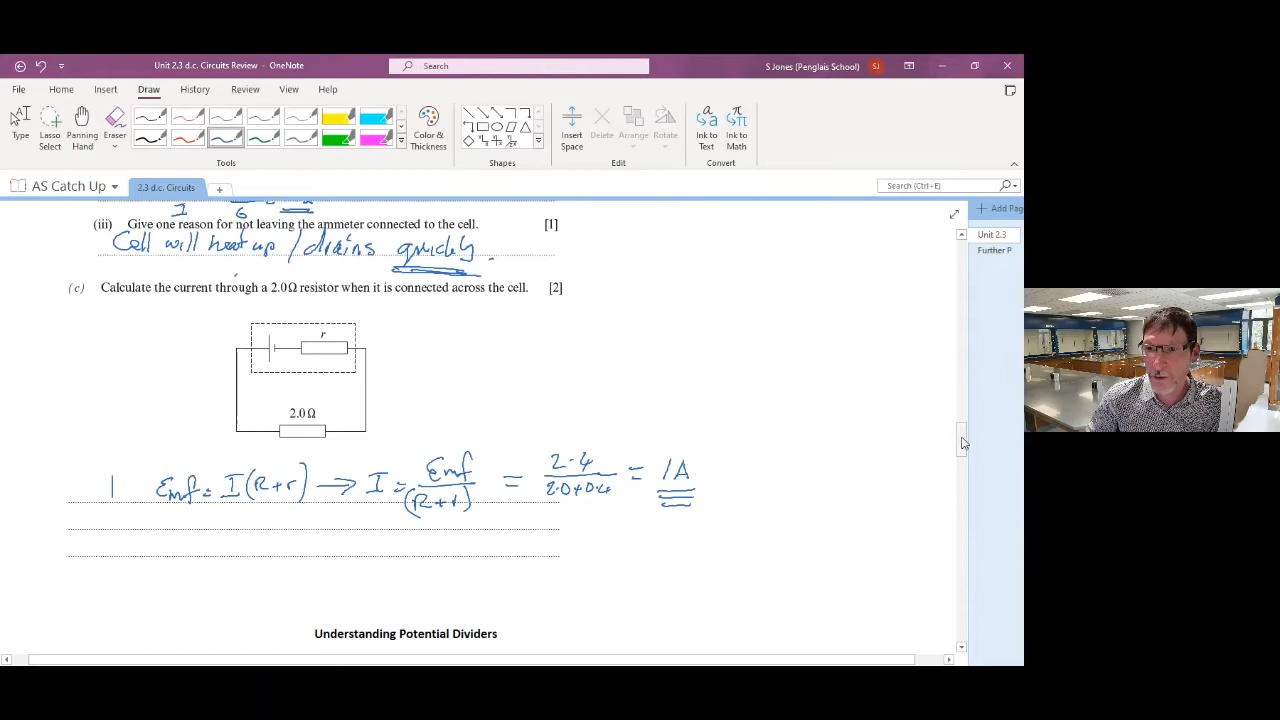 Unit 2.3 d.c. Circuits Review - OneNote
Search
S Jones (Penglais School) SJ
File Home Insert Draw History Review View Help
Type
Lasso Select
Panning Hand
Eraser
Color & Thickness
Insert Space
Delete
Arrange
Rotate
Ink to Text
Ink to Math
Tools
Shapes
Edit
Convert
AS Catch Up
2.3 d.c. Circuits
Search (Ctrl+E)
Add Pag
Unit 2.3
Further P
I 6
(iii) Give one reason for not leaving the ammeter connected to the cell. [1]
Cell will heat up / drains quickly.
(c) Calculate the current through a 2.0 Ω resistor when it is connected across the cell. [2]
r
2.0 Ω
Emf = I(R+r) → I = Emf/(R+r) = 2.4/(2.0+0.4) = 1A
Understanding Potential Dividers